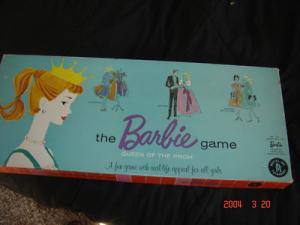 the Barbie game
QUEEN OF THE PROM
A fun game with real-life appeal for all girls
Barbie
2004 3 20